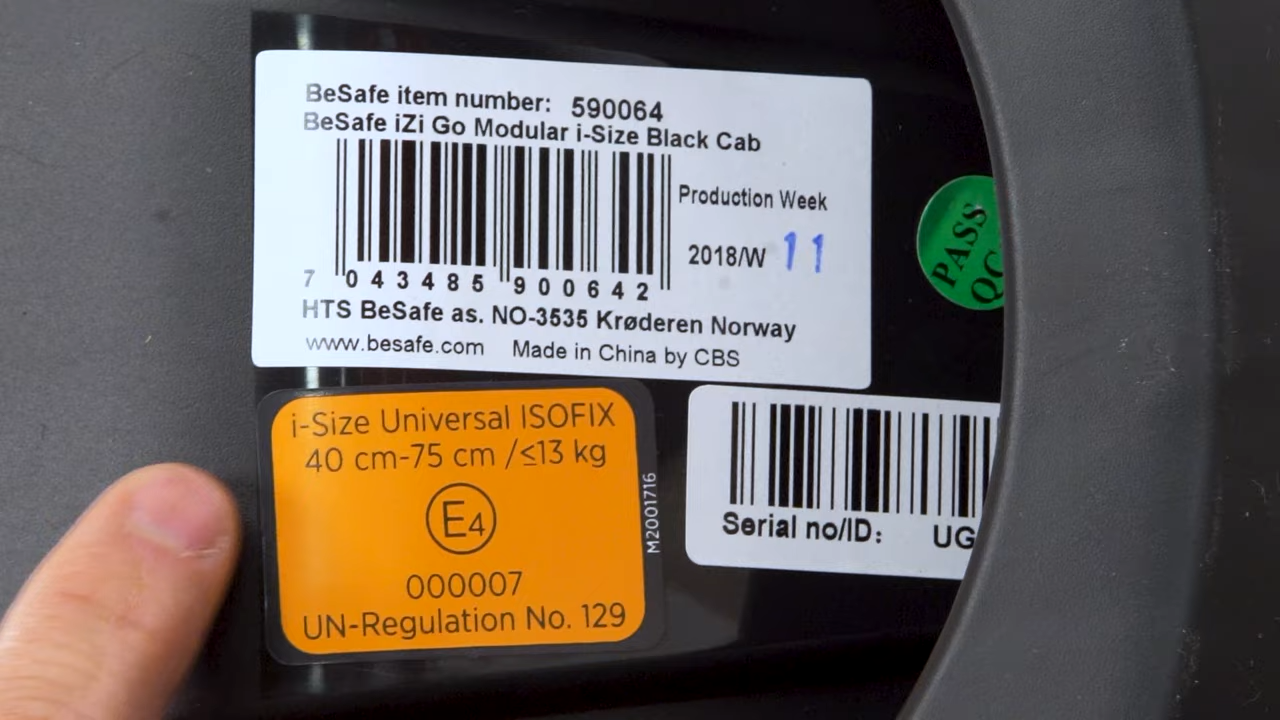 BeSafe item number: 590064
BeSafe iZi Go Modular i-Size Black Cab
Production Week
2018/W 11
7 043485 900642
HTS BeSafe as. NO-3535 Krøderen Norway
www.besafe.com Made in China by CBS
PASS
QC
i-Size Universal ISOFIX
40 cm-75 cm /≤13 kg
E4
000007
UN-Regulation No. 129
M2001716
Serial no/ID: UG